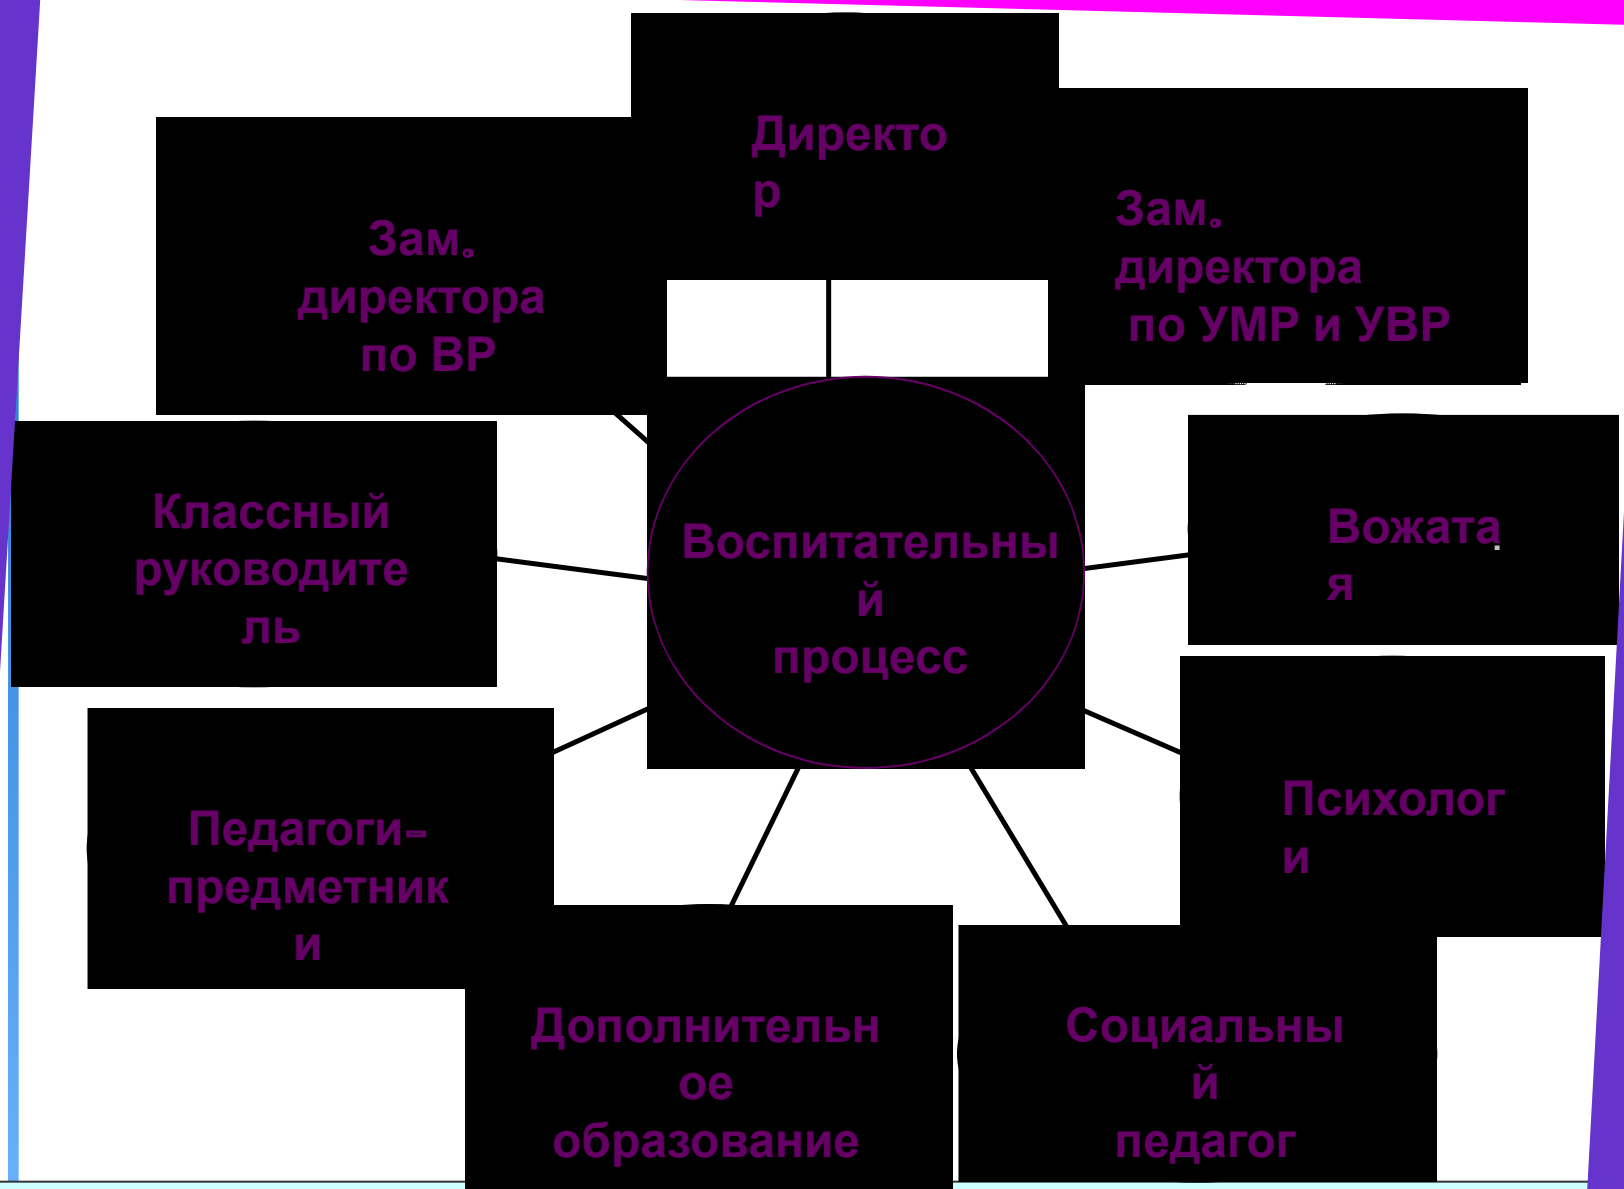 Директо
р
Зам.
директора
по ВР
Зам.
директора
по УМР и УВР
Классный
руководите
ль
Воспитательны
й
процесс
Вожата
я
.
Педагоги-
предметник
и
Психолог
и
Дополнительн
ое
образование
Социальны
й
педагог